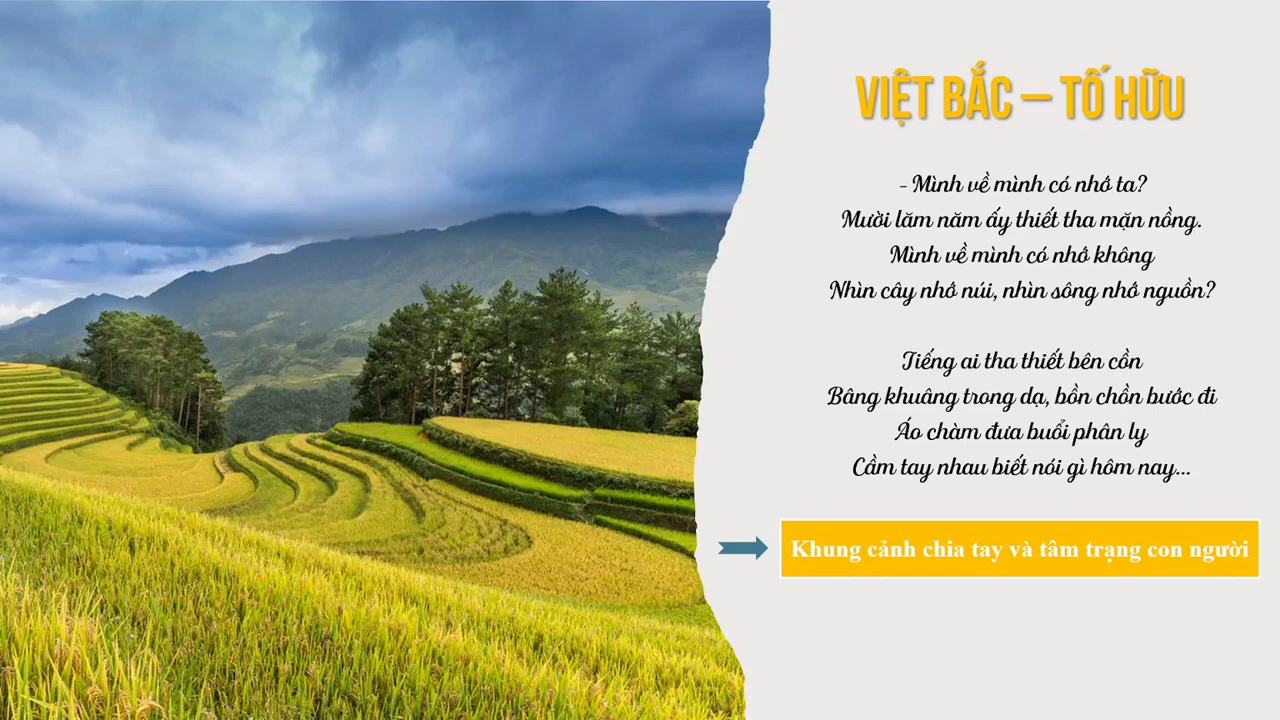 VIỆT BẮC – TỐ HỮU
- Mình về mình có nhớ ta?
Mười lăm năm ấy thiết tha mặn nồng.
Mình về mình có nhớ không
Nhìn cây nhớ núi, nhìn sông nhớ nguồn?
Tiếng ai tha thiết bên cồn
Bâng khuâng trong dạ, bồn chồn bước đi
Áo chàm đưa buổi phân ly
Cầm tay nhau biết nói gì hôm nay...
Khung cảnh chia tay và tâm trạng con người